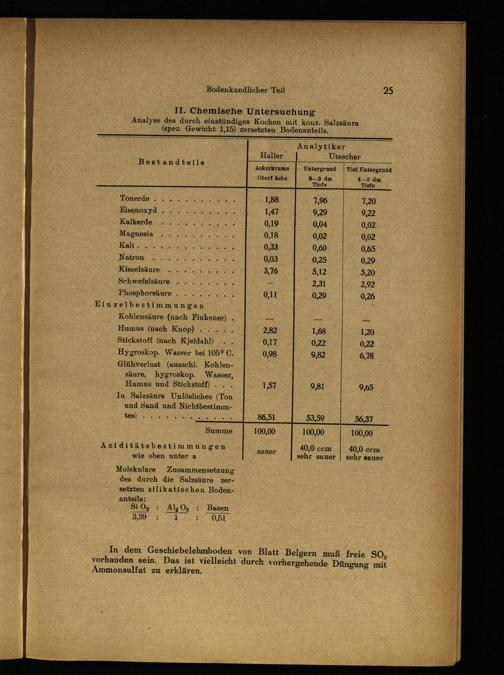 Bodenkundlicher Teil 25
II. Chemische Untersuchung
Analyse des durch einstündiges Kochen mit konz. Salzsäure
(spez. Gewicht 1,15) zersetzten Bodenanteils.
Bestandteile Analytiker
Haller Utescher
Ackerkrume Untergrund Tief. Untergrund
Oberfläche 2—3 dm 4—5 dm
Tiefe Tiefe
Tonerde . . . . . . . . . . . 1,88 7,96 7,20
Eisenoxyd . . . . . . . . . . 1,47 9,29 9,22
Kalkerde . . . . . . . . . . 0,19 0,04 0,02
Magnesia . . . . . . . . . . 0,18 0,02 0,02
Kali . . . . . . . . . . . . . 0,33 0,60 0,65
Natron . . . . . . . . . . . 0,03 0,25 0,29
Kieselsäure . . . . . . . . 3,76 5,12 5,20
Schwefelsäure . . . . . . . — 2,31 2,92
Phosphorsäure . . . . . . . 0,11 0,29 0,26
Einzelbestimmungen
Kohlensäure (nach Finkener) . — — —
Humus (nach Knop) . . . . . 2,82 1,68 1,20
Stickstoff (nach Kjeldahl) . . 0,17 0,22 0,22
Hygroskop. Wasser bei 105° C. 0,98 9,82 6,78
Glühverlust (ausschl. Kohlen-
säure, hygroskop. Wasser,
Humus und Stickstoff) . . . 1,57 9,81 9,65
In Salzsäure Unlösliches (Ton
und Sand und Nichtbestimm-
tes) . . . . . . . . . . . . 86,51 53,59 56,37
Summe 100,00 100,00 100,00
Aziditätsbestimmungen
wie oben unter a sauer 40,0 ccm 40,0 ccm
sehr sauer sehr sauer
Molekulare Zusammensetzung
des durch die Salzsäure zer-
setzten silikatischen Boden-
anteils:
Si O₂ : Al₂ O₃ : Basen
3,39 : 1 : 0,51
In dem Geschiebelehmboden von Blatt Belgern muß freie SO₃
vorhanden sein. Das ist vielleicht durch vorhergehende Düngung mit
Ammonsulfat zu erklären.